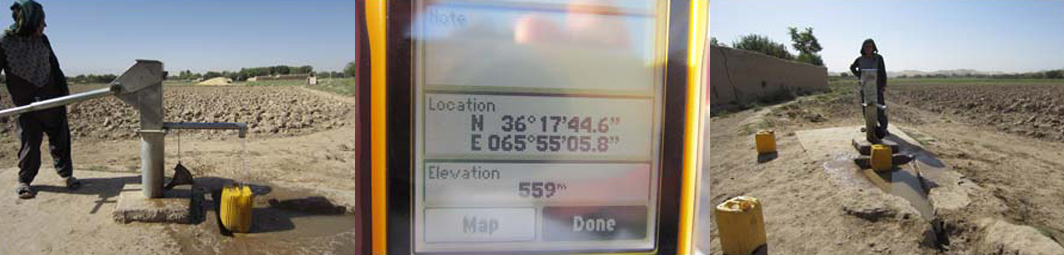 Note
Location
N 36°17'44.6"
E 065°55'05.8"
Elevation
559m
Map Done